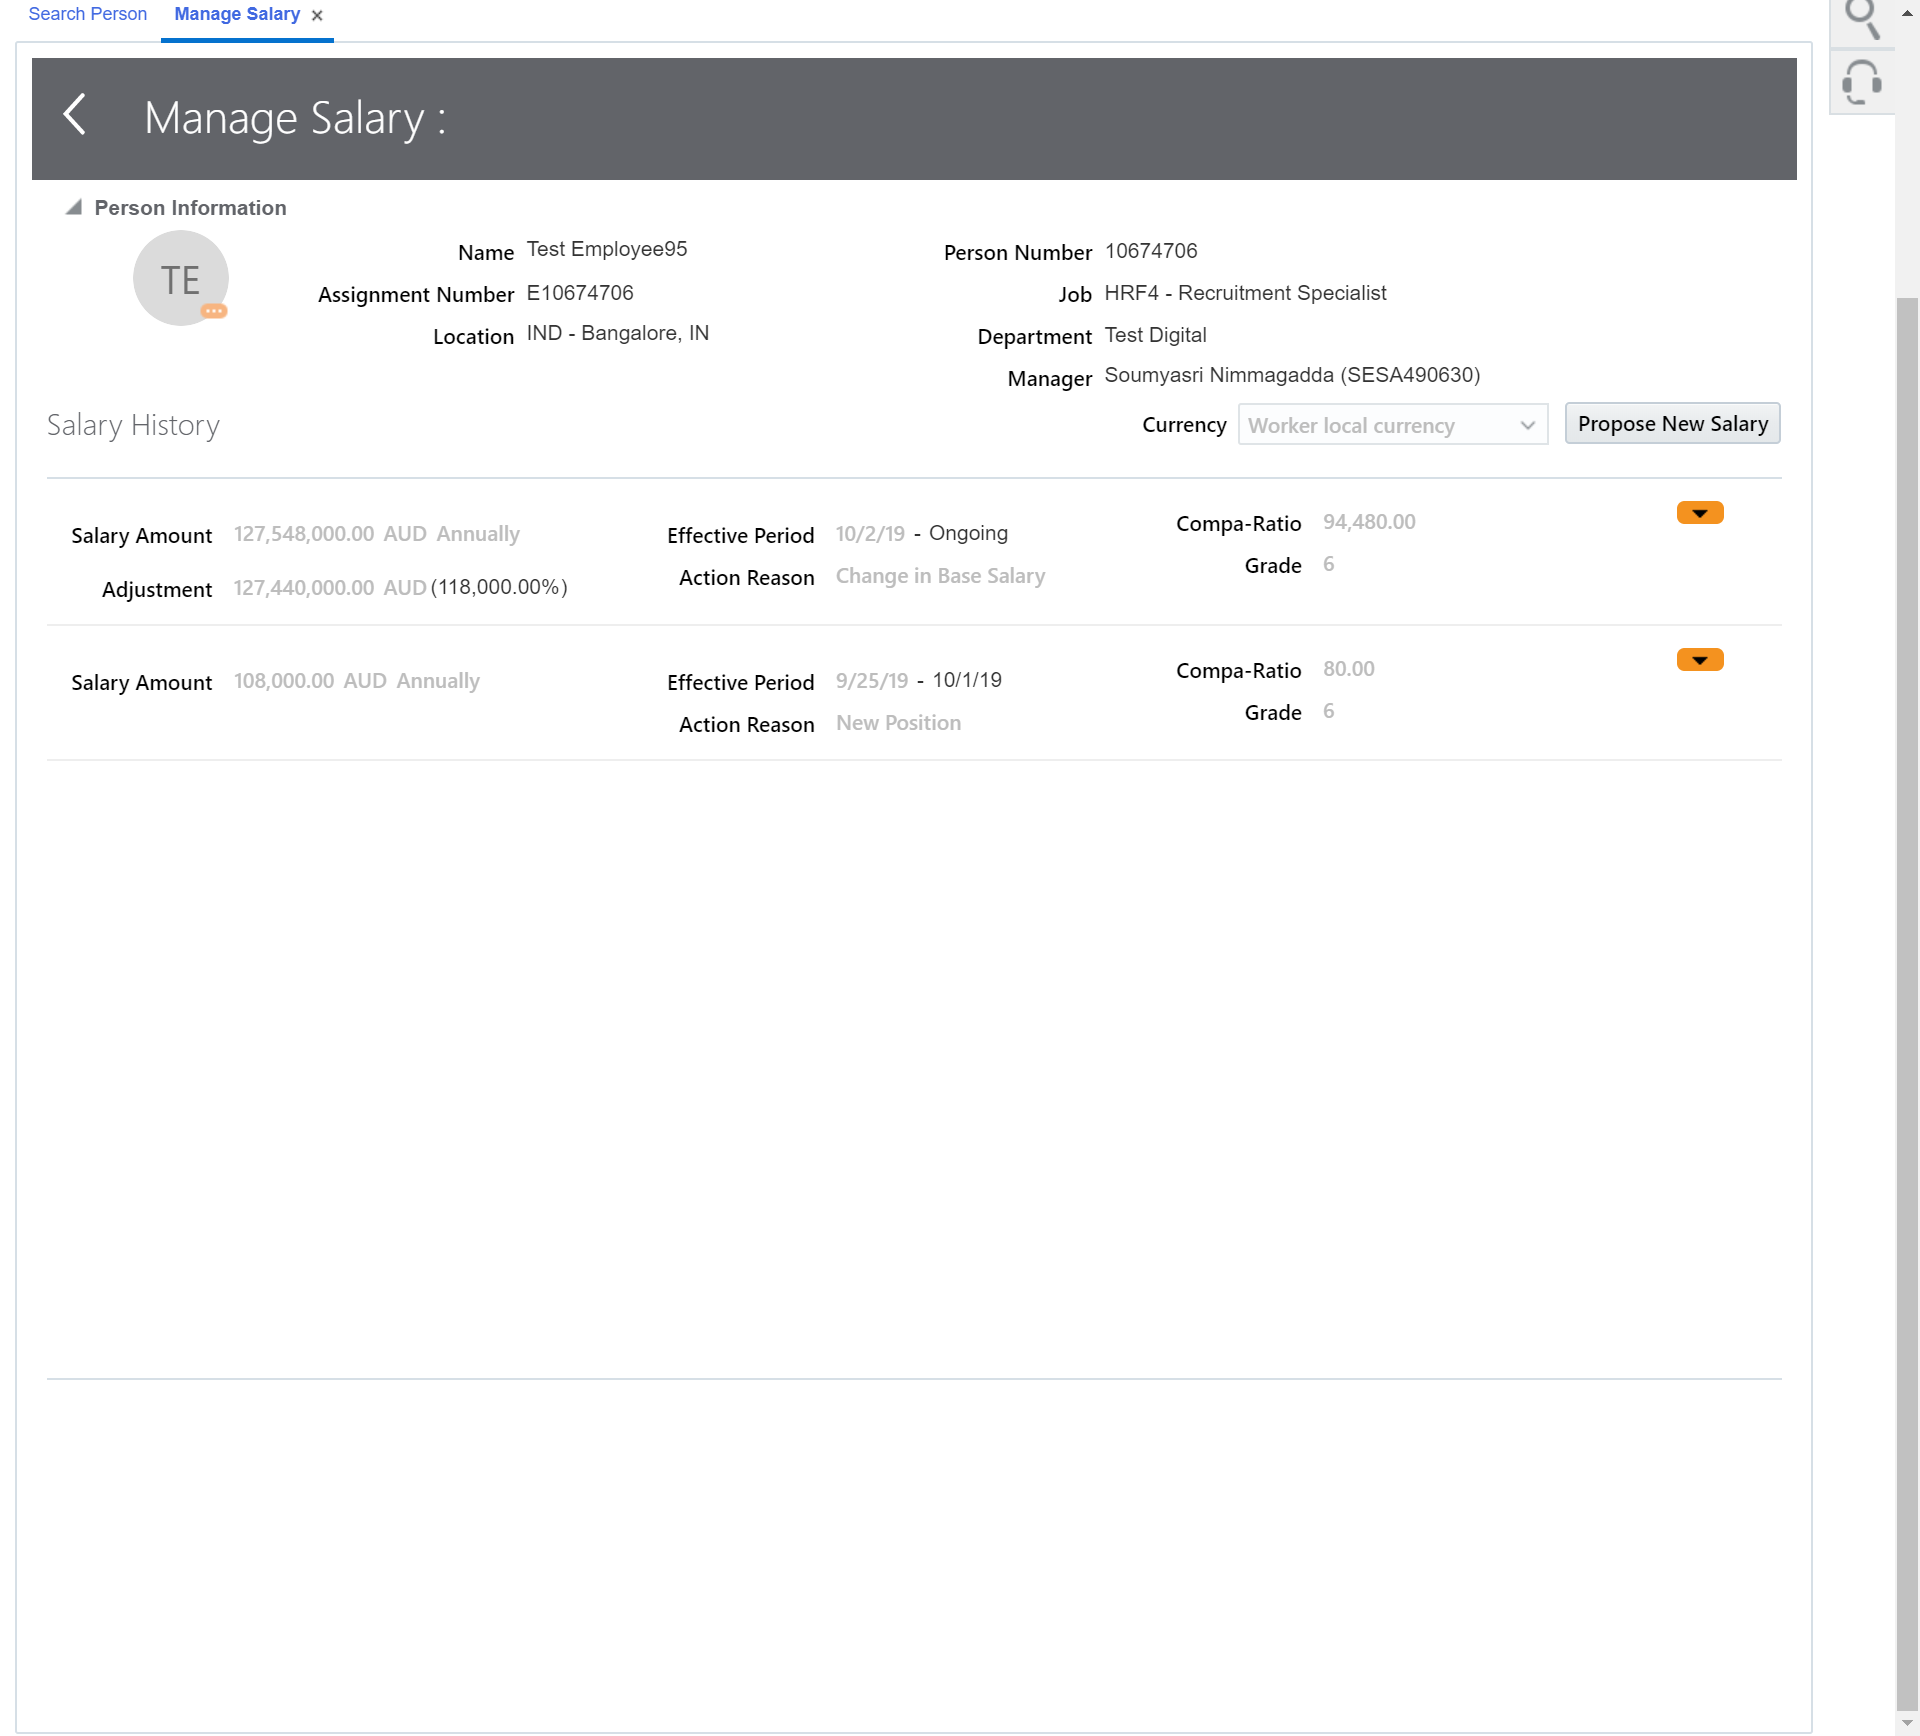 Search Person Manage Salary ×
Manage Salary :
Person Information
TE
Name Test Employee95 Person Number 10674706
Assignment Number E10674706 Job HRF4 - Recruitment Specialist
Location IND - Bangalore, IN Department Test Digital
Manager Soumyasri Nimmagadda (SESA490630)
Salary History Currency Worker local currency Propose New Salary
Salary Amount 127,548,000.00 AUD Annually Effective Period 10/2/19 - Ongoing Compa-Ratio 94,480.00
Adjustment 127,440,000.00 AUD (118,000.00%) Action Reason Change in Base Salary Grade 6
Salary Amount 108,000.00 AUD Annually Effective Period 9/25/19 - 10/1/19 Compa-Ratio 80.00
Action Reason New Position Grade 6